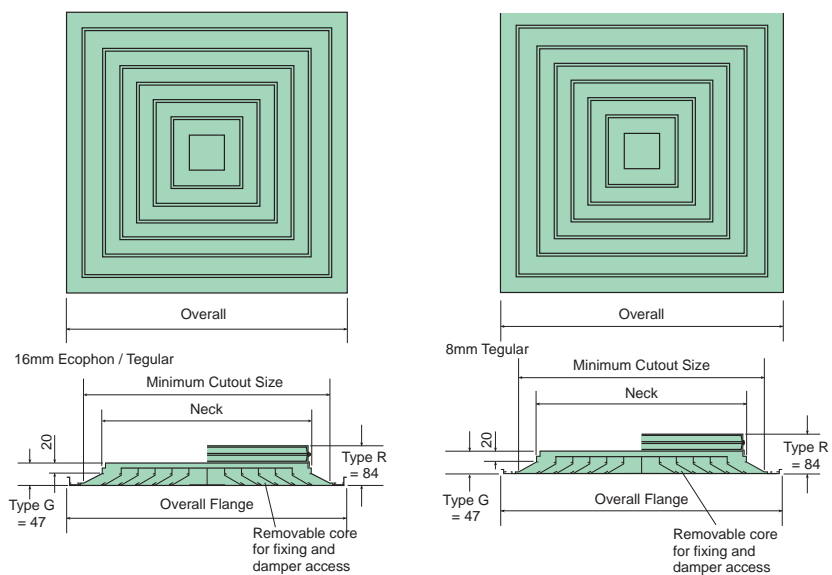 Overall
16mm Ecophon / Tegular
Minimum Cutout Size
Neck
20
Type R
= 84
Type G
= 47
Overall Flange
Removable core
for fixing and
damper access
Overall
8mm Tegular
Minimum Cutout Size
Neck
20
Type R
= 84
Type G
= 47
Overall Flange
Removable core
for fixing and
damper access